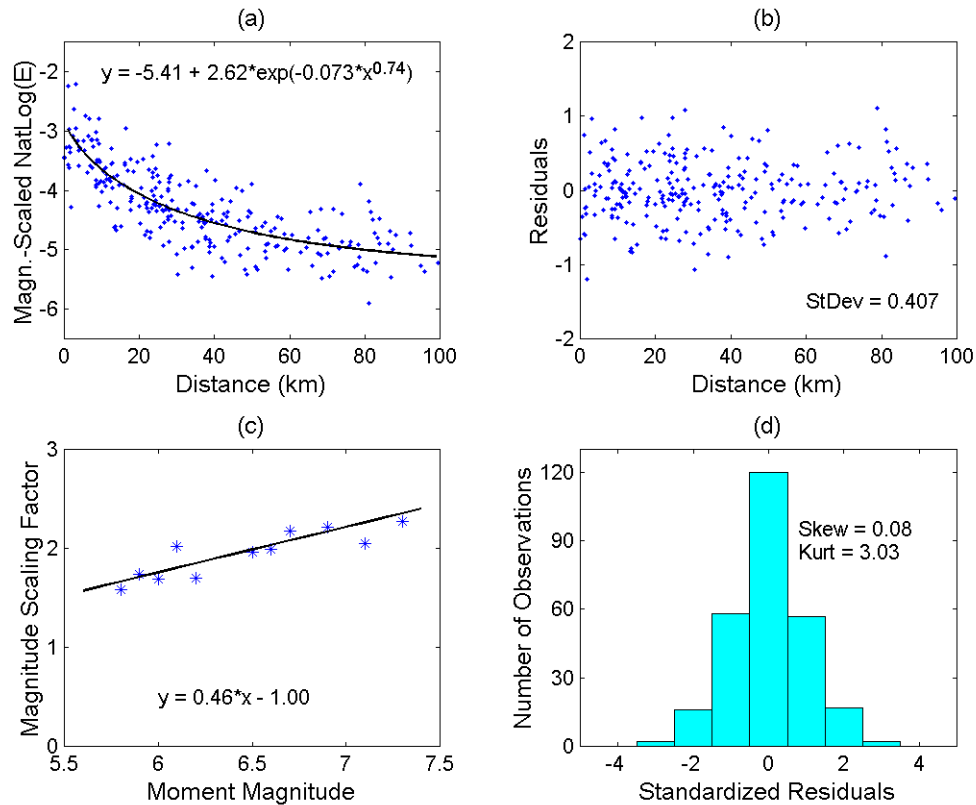 (a)
y = -5.41 + 2.62*exp(-0.073*x^0.74)
Magn.-Scaled NatLog(E)
-2
-3
-4
-5
-6
0 20 40 60 80 100
Distance (km)
(b)
Residuals
2
1
0
-1
-2
StDev = 0.407
0 20 40 60 80 100
Distance (km)
(c)
Magnitude Scaling Factor
3
2
1
0
y = 0.46*x - 1.00
5.5 6 6.5 7 7.5
Moment Magnitude
(d)
Number of Observations
120
90
60
30
0
Skew = 0.08
Kurt = 3.03
-4 -2 0 2 4
Standardized Residuals